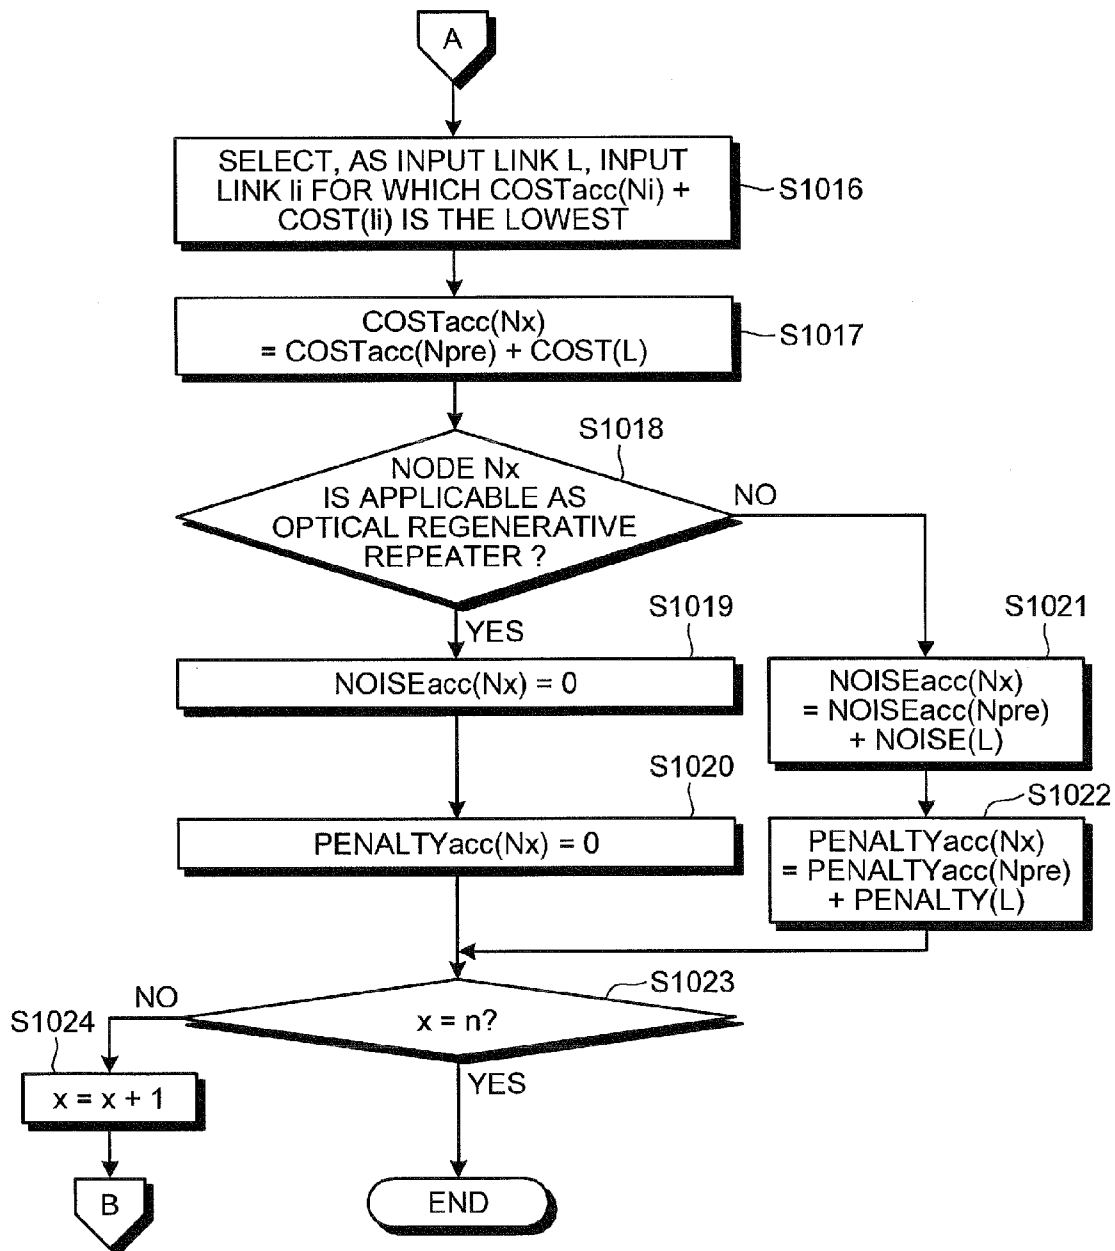 A
SELECT, AS INPUT LINK L, INPUT
LINK li FOR WHICH COSTacc(Ni) +
COST(li) IS THE LOWEST
S1016
COSTacc(Nx)
= COSTacc(Npre) + COST(L)
S1017
S1018
NODE Nx
IS APPLICABLE AS
OPTICAL REGENERATIVE
REPEATER ?
NO
YES
S1019
NOISEacc(Nx) = 0
S1021
NOISEacc(Nx)
= NOISEacc(Npre)
+ NOISE(L)
S1020
PENALTYacc(Nx) = 0
S1022
PENALTYacc(Nx)
= PENALTYacc(Npre)
+ PENALTY(L)
S1023
x = n?
NO
S1024
x = x + 1
YES
B
END